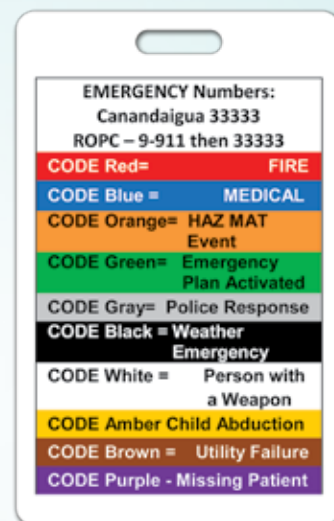 EMERGENCY Numbers:
Canandaigua 33333
ROPC – 9-911 then 33333
CODE Red= FIRE
CODE Blue = MEDICAL
CODE Orange= HAZ MAT
Event
CODE Green= Emergency
Plan Activated
CODE Gray= Police Response
CODE Black = Weather
Emergency
CODE White = Person with
a Weapon
CODE Amber Child Abduction
CODE Brown = Utility Failure
CODE Purple - Missing Patient